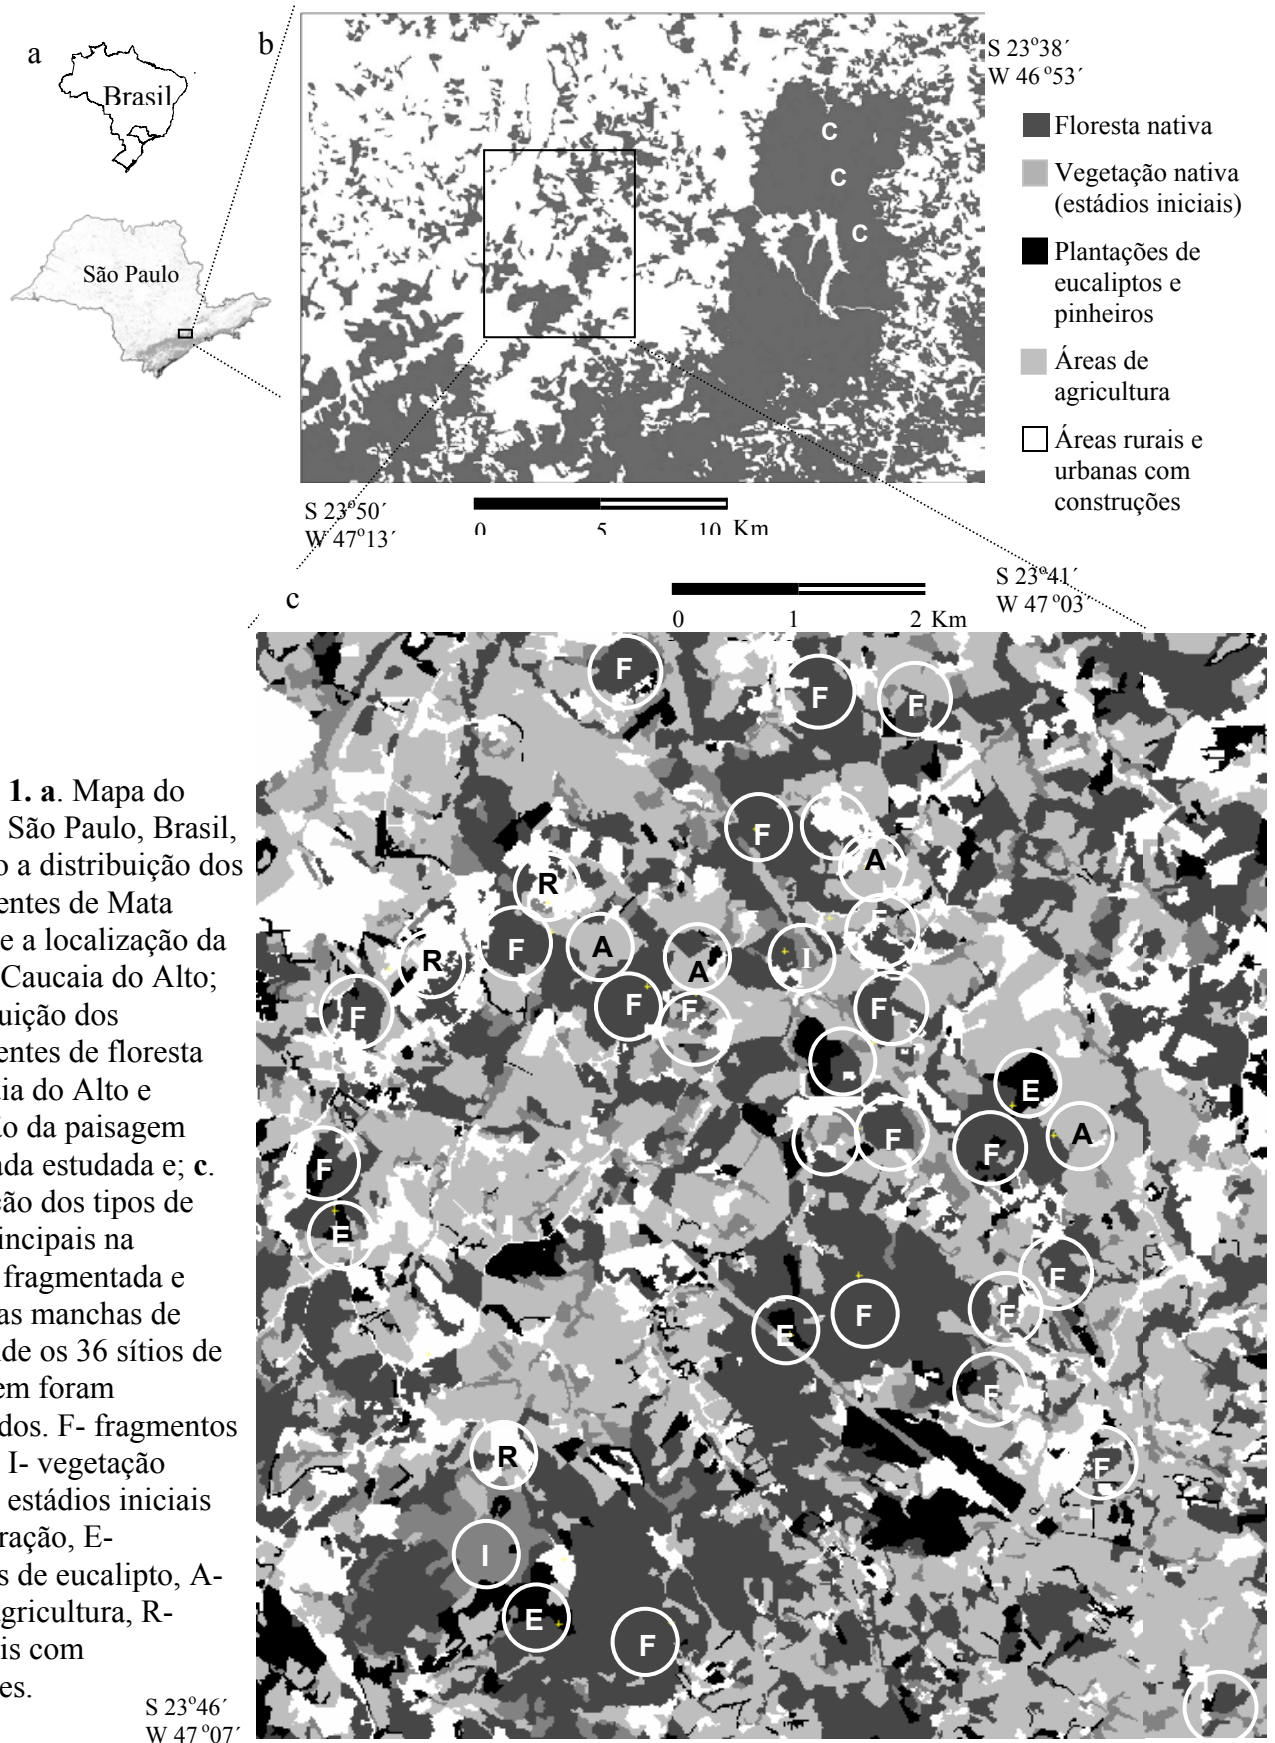 a
Brasil
São Paulo
b
C
C
C
S 23°38´
W 46°53´
Floresta nativa
Vegetação nativa
(estádios iniciais)
Plantações de
eucaliptos e
pinheiros
Áreas de
agricultura
Áreas rurais e
urbanas com
construções
S 23°50´
W 47°13´
0 5 10 Km
S 23°41´
W 47°03´
c
0 1 2 Km
F
F
F
F
A
R
F
F
A
A
I
R
F
F
F
F
E
F
F
A
F
E
F
F
E
F
F
R
F
I
E
F
1. a. Mapa do
São Paulo, Brasil,
o a distribuição dos
entes de Mata
e a localização da
Caucaia do Alto;
uição dos
entes de floresta
ia do Alto e
ão da paisagem
ada estudada e; c.
ção dos tipos de
incipais na
fragmentada e
as manchas de
de os 36 sítios de
em foram
dos. F- fragmentos
I- vegetação
estádios iniciais
ração, E-
s de eucalipto, A-
gricultura, R-
is com
es.
S 23°46´
W 47°07´